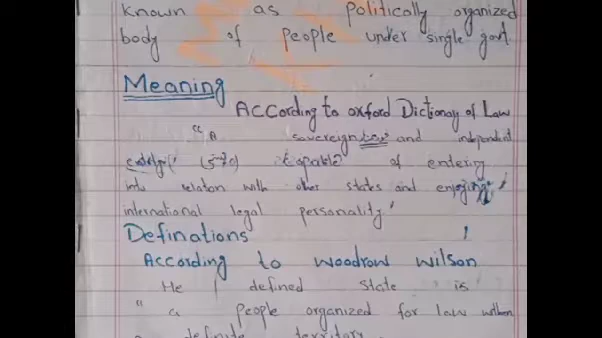 known as politically organized
body of people under single govt.
Meaning
According to oxford Dictionary of Law
"A sovereign and independent
capable of entering
into relation with other states and enjoying
international legal personality'
Definations
According to Woodrow Wilson
He defined state is
" a people organized for law within
a definite territory